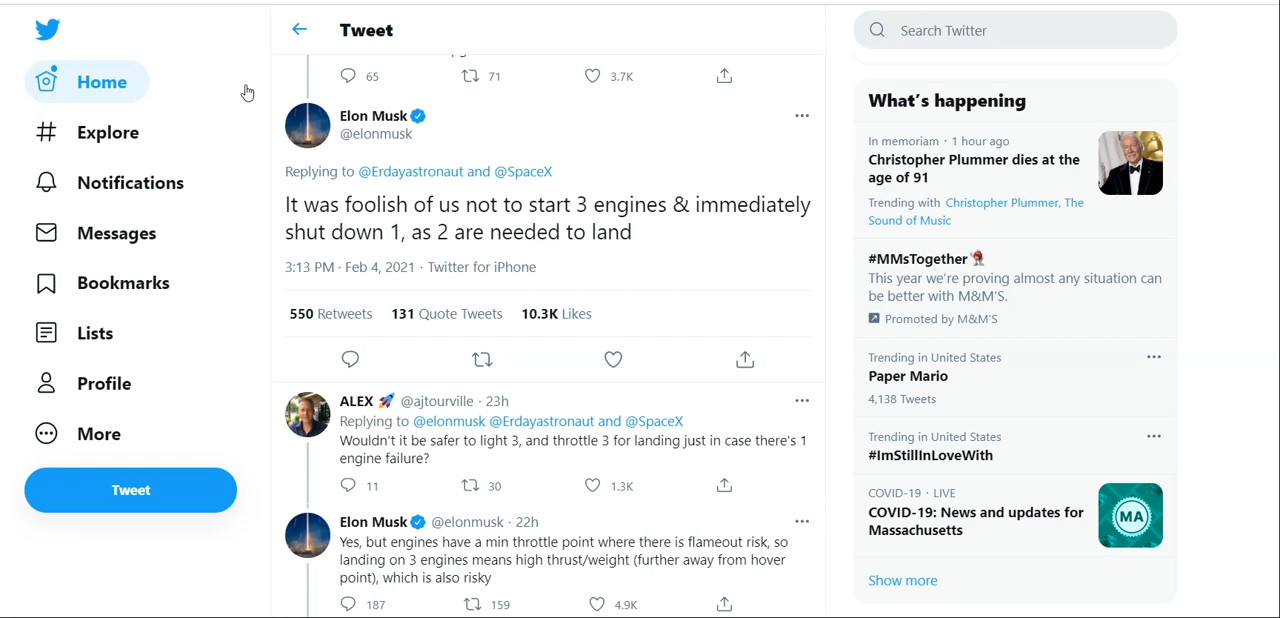 Home
Explore
Notifications
Messages
Bookmarks
Lists
Profile
More
Tweet
Tweet
65 71 3.7K
Elon Musk
@elonmusk
Replying to @Erdayastronaut and @SpaceX
It was foolish of us not to start 3 engines & immediately
shut down 1, as 2 are needed to land
3:13 PM · Feb 4, 2021 · Twitter for iPhone
550 Retweets 131 Quote Tweets 10.3K Likes
ALEX 🚀 @ajtourville · 23h
Replying to @elonmusk @Erdayastronaut and @SpaceX
Wouldn't it be safer to light 3, and throttle 3 for landing just in case there's 1
engine failure?
11 30 1.3K
Elon Musk @elonmusk · 22h
Yes, but engines have a min throttle point where there is flameout risk, so
landing on 3 engines means high thrust/weight (further away from hover
point), which is also risky
187 159 4.9K
Search Twitter
What's happening
In memoriam · 1 hour ago
Christopher Plummer dies at the
age of 91
Trending with Christopher Plummer, The
Sound of Music
#MMsTogether
This year we're proving almost any situation can
be better with M&M'S.
Promoted by M&M'S
Trending in United States
Paper Mario
4,138 Tweets
Trending in United States
#ImStillInLoveWith
COVID-19 · LIVE
COVID-19: News and updates for
Massachusetts
MA
Show more